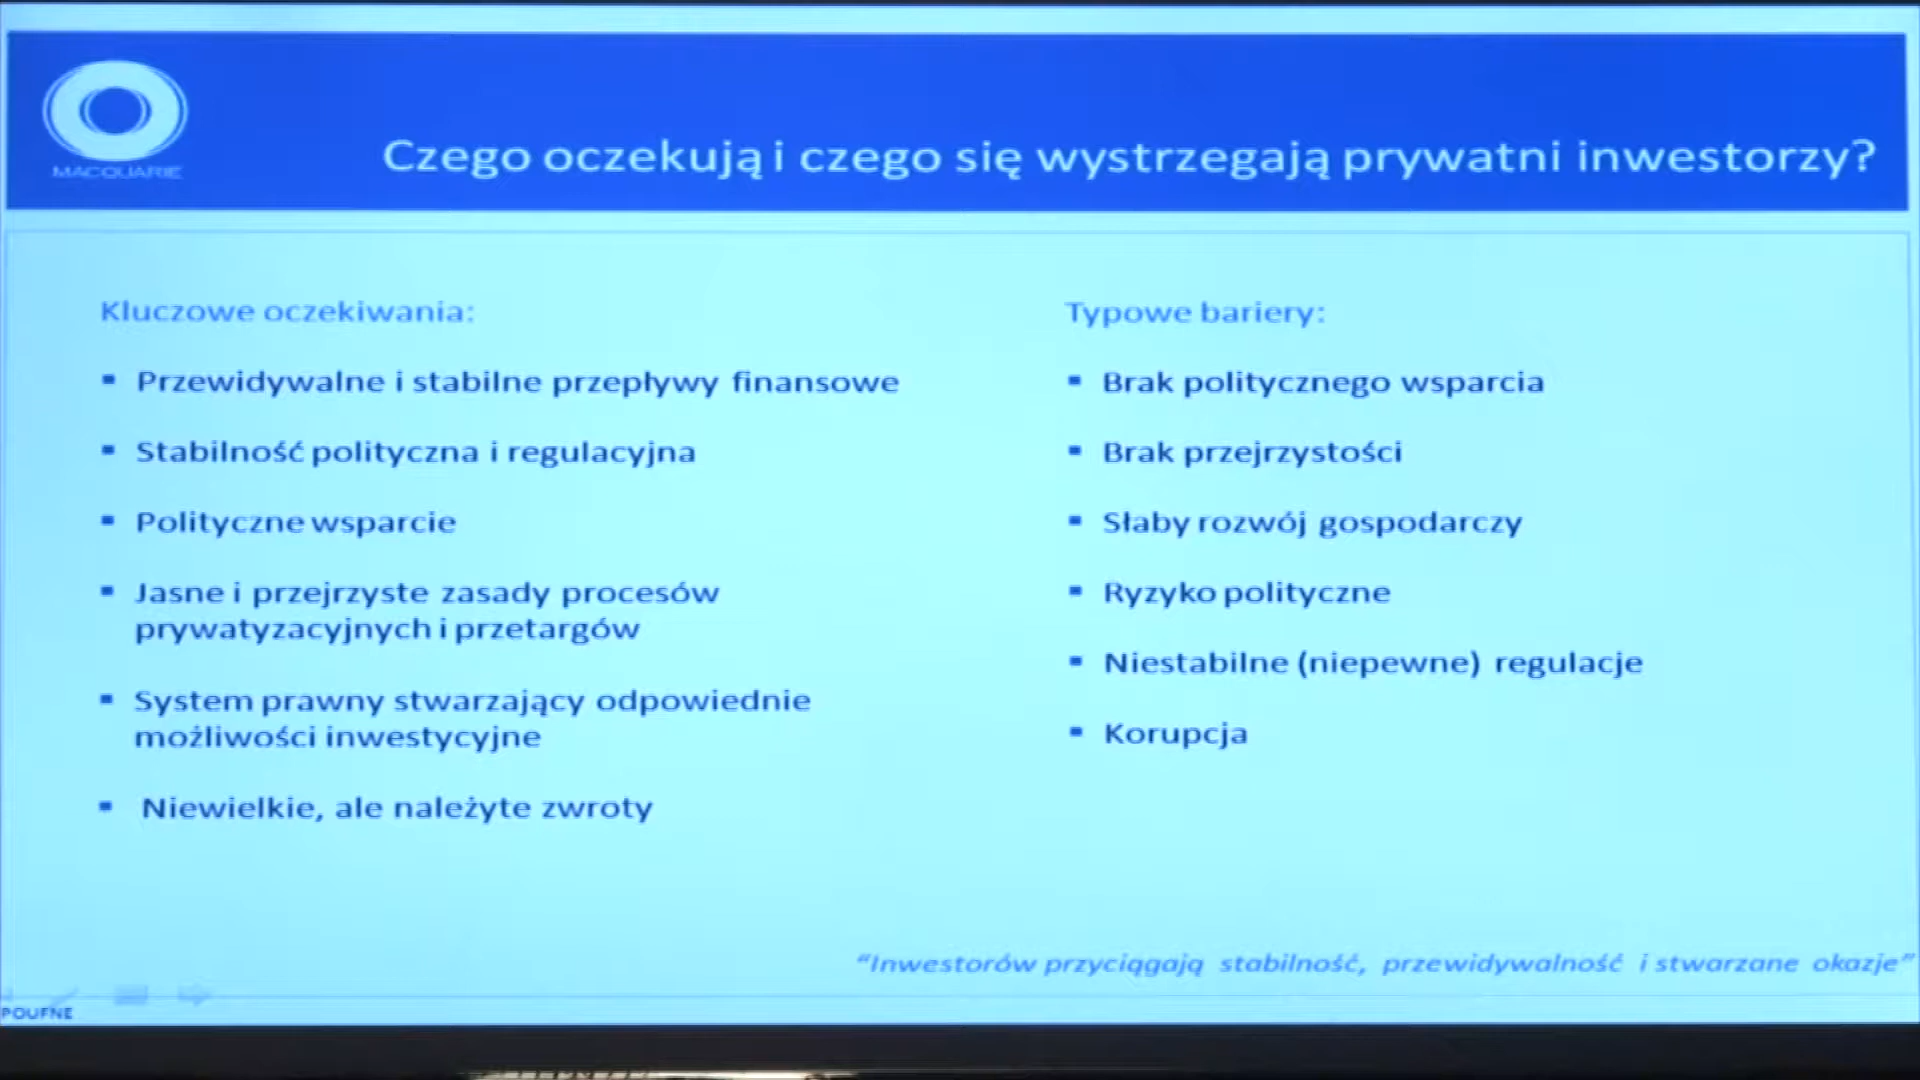 MACQUARIE
Czego oczekują i czego się wystrzegają prywatni inwestorzy?
Kluczowe oczekiwania:
▪ Przewidywalne i stabilne przepływy finansowe
▪ Stabilność polityczna i regulacyjna
▪ Polityczne wsparcie
▪ Jasne i przejrzyste zasady procesów
prywatyzacyjnych i przetargów
▪ System prawny stwarzający odpowiednie
możliwości inwestycyjne
▪ Niewielkie, ale należyte zwroty
Typowe bariery:
▪ Brak politycznego wsparcia
▪ Brak przejrzystości
▪ Słaby rozwój gospodarczy
▪ Ryzyko polityczne
▪ Niestabilne (niepewne) regulacje
▪ Korupcja
“Inwestorów przyciągają stabilność, przewidywalność i stwarzane okazje”
POUFNE